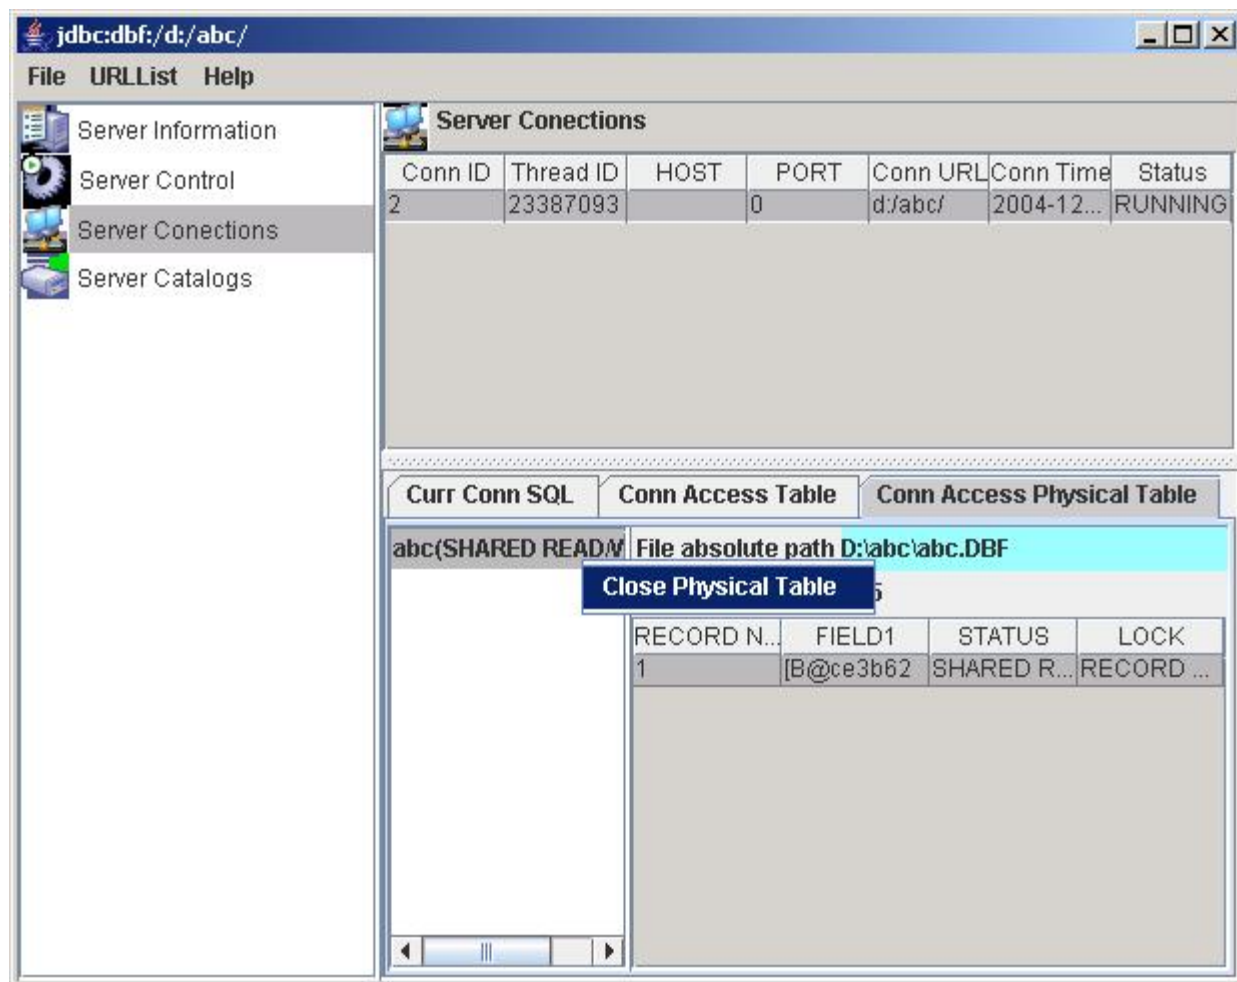 jdbc:dbf:/d:/abc/
File URLList Help
Server Information
Server Control
Server Conections
Server Catalogs
Server Conections
Conn ID Thread ID HOST PORT Conn URL Conn Time Status
2 23387093 0 d:/abc/ 2004-12... RUNNING
Curr Conn SQL Conn Access Table Conn Access Physical Table
abc(SHARED READ/ File absolute path D:\abc\abc.DBF
Close Physical Table
RECORD N... FIELD1 STATUS LOCK
1 [B@ce3b62 SHARED R... RECORD ...